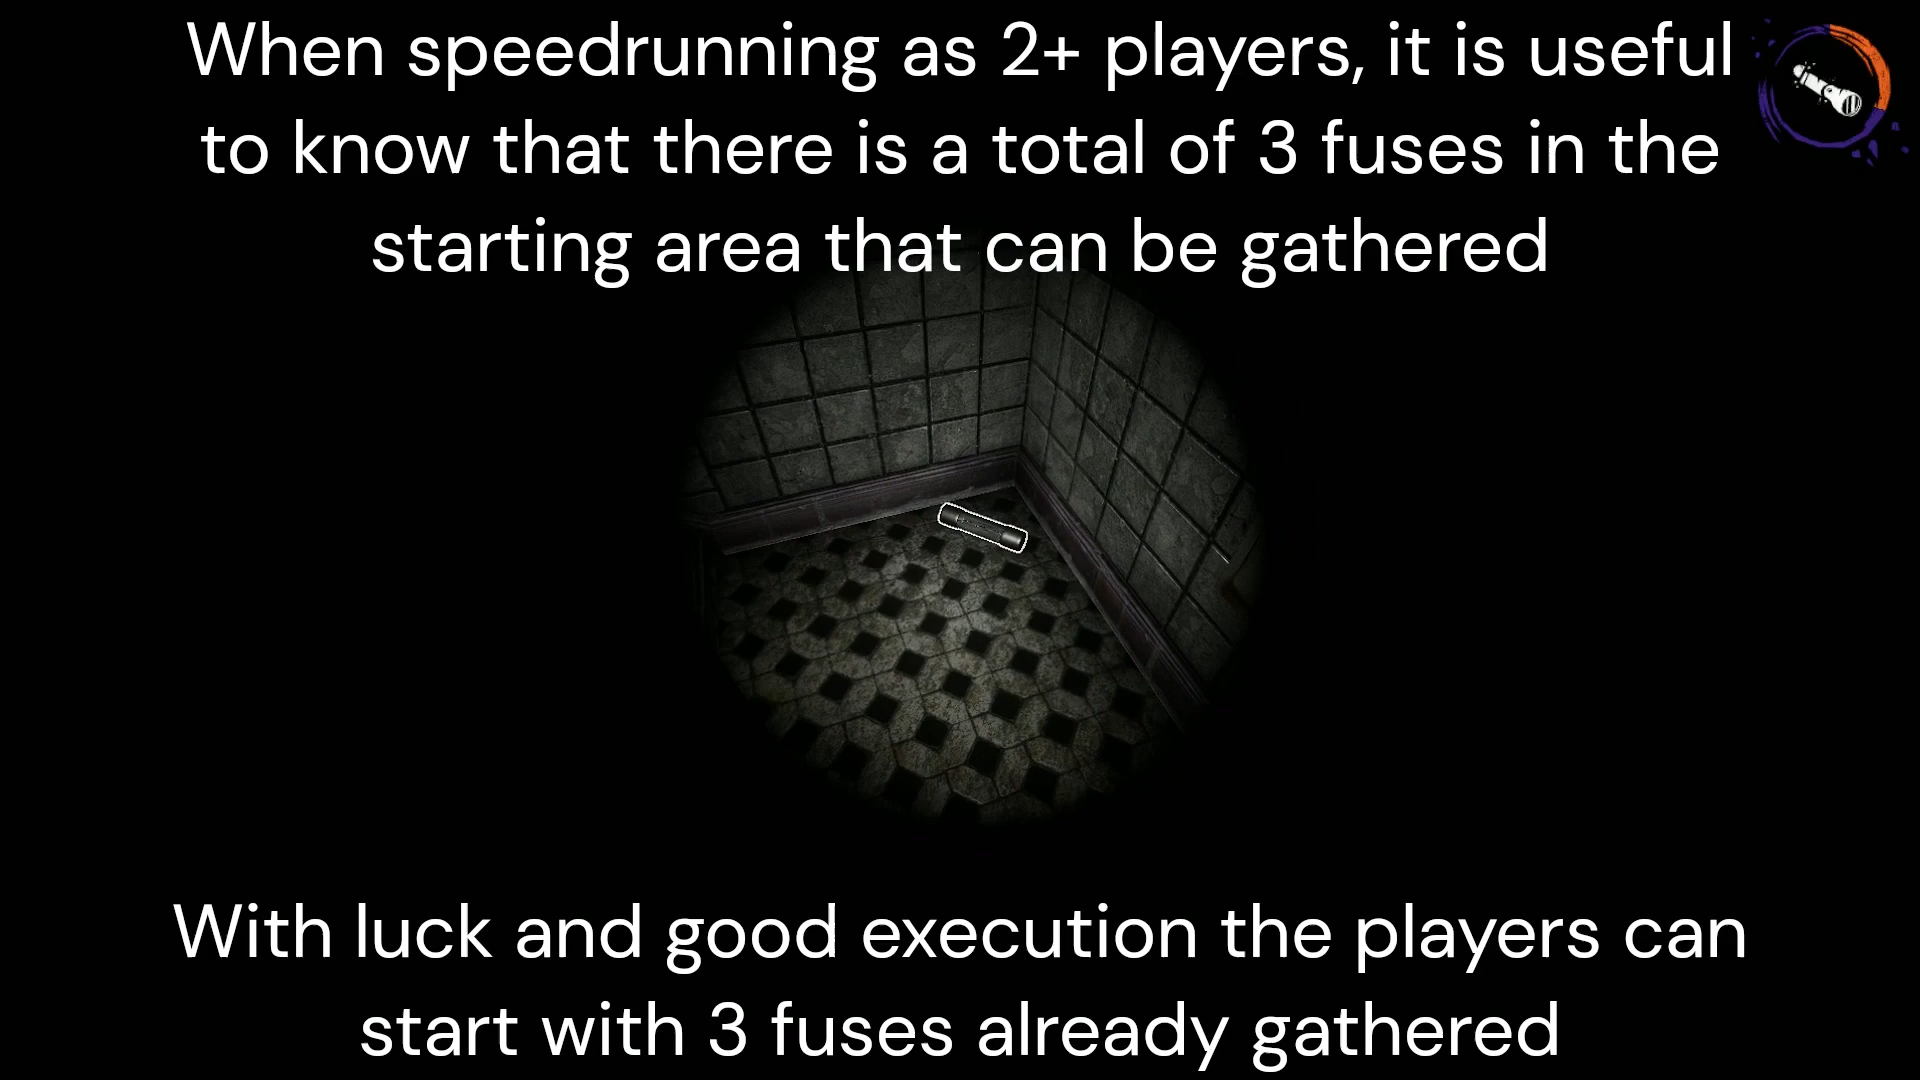 When speedrunning as 2+ players, it is useful
to know that there is a total of 3 fuses in the
starting area that can be gathered
With luck and good execution the players can
start with 3 fuses already gathered